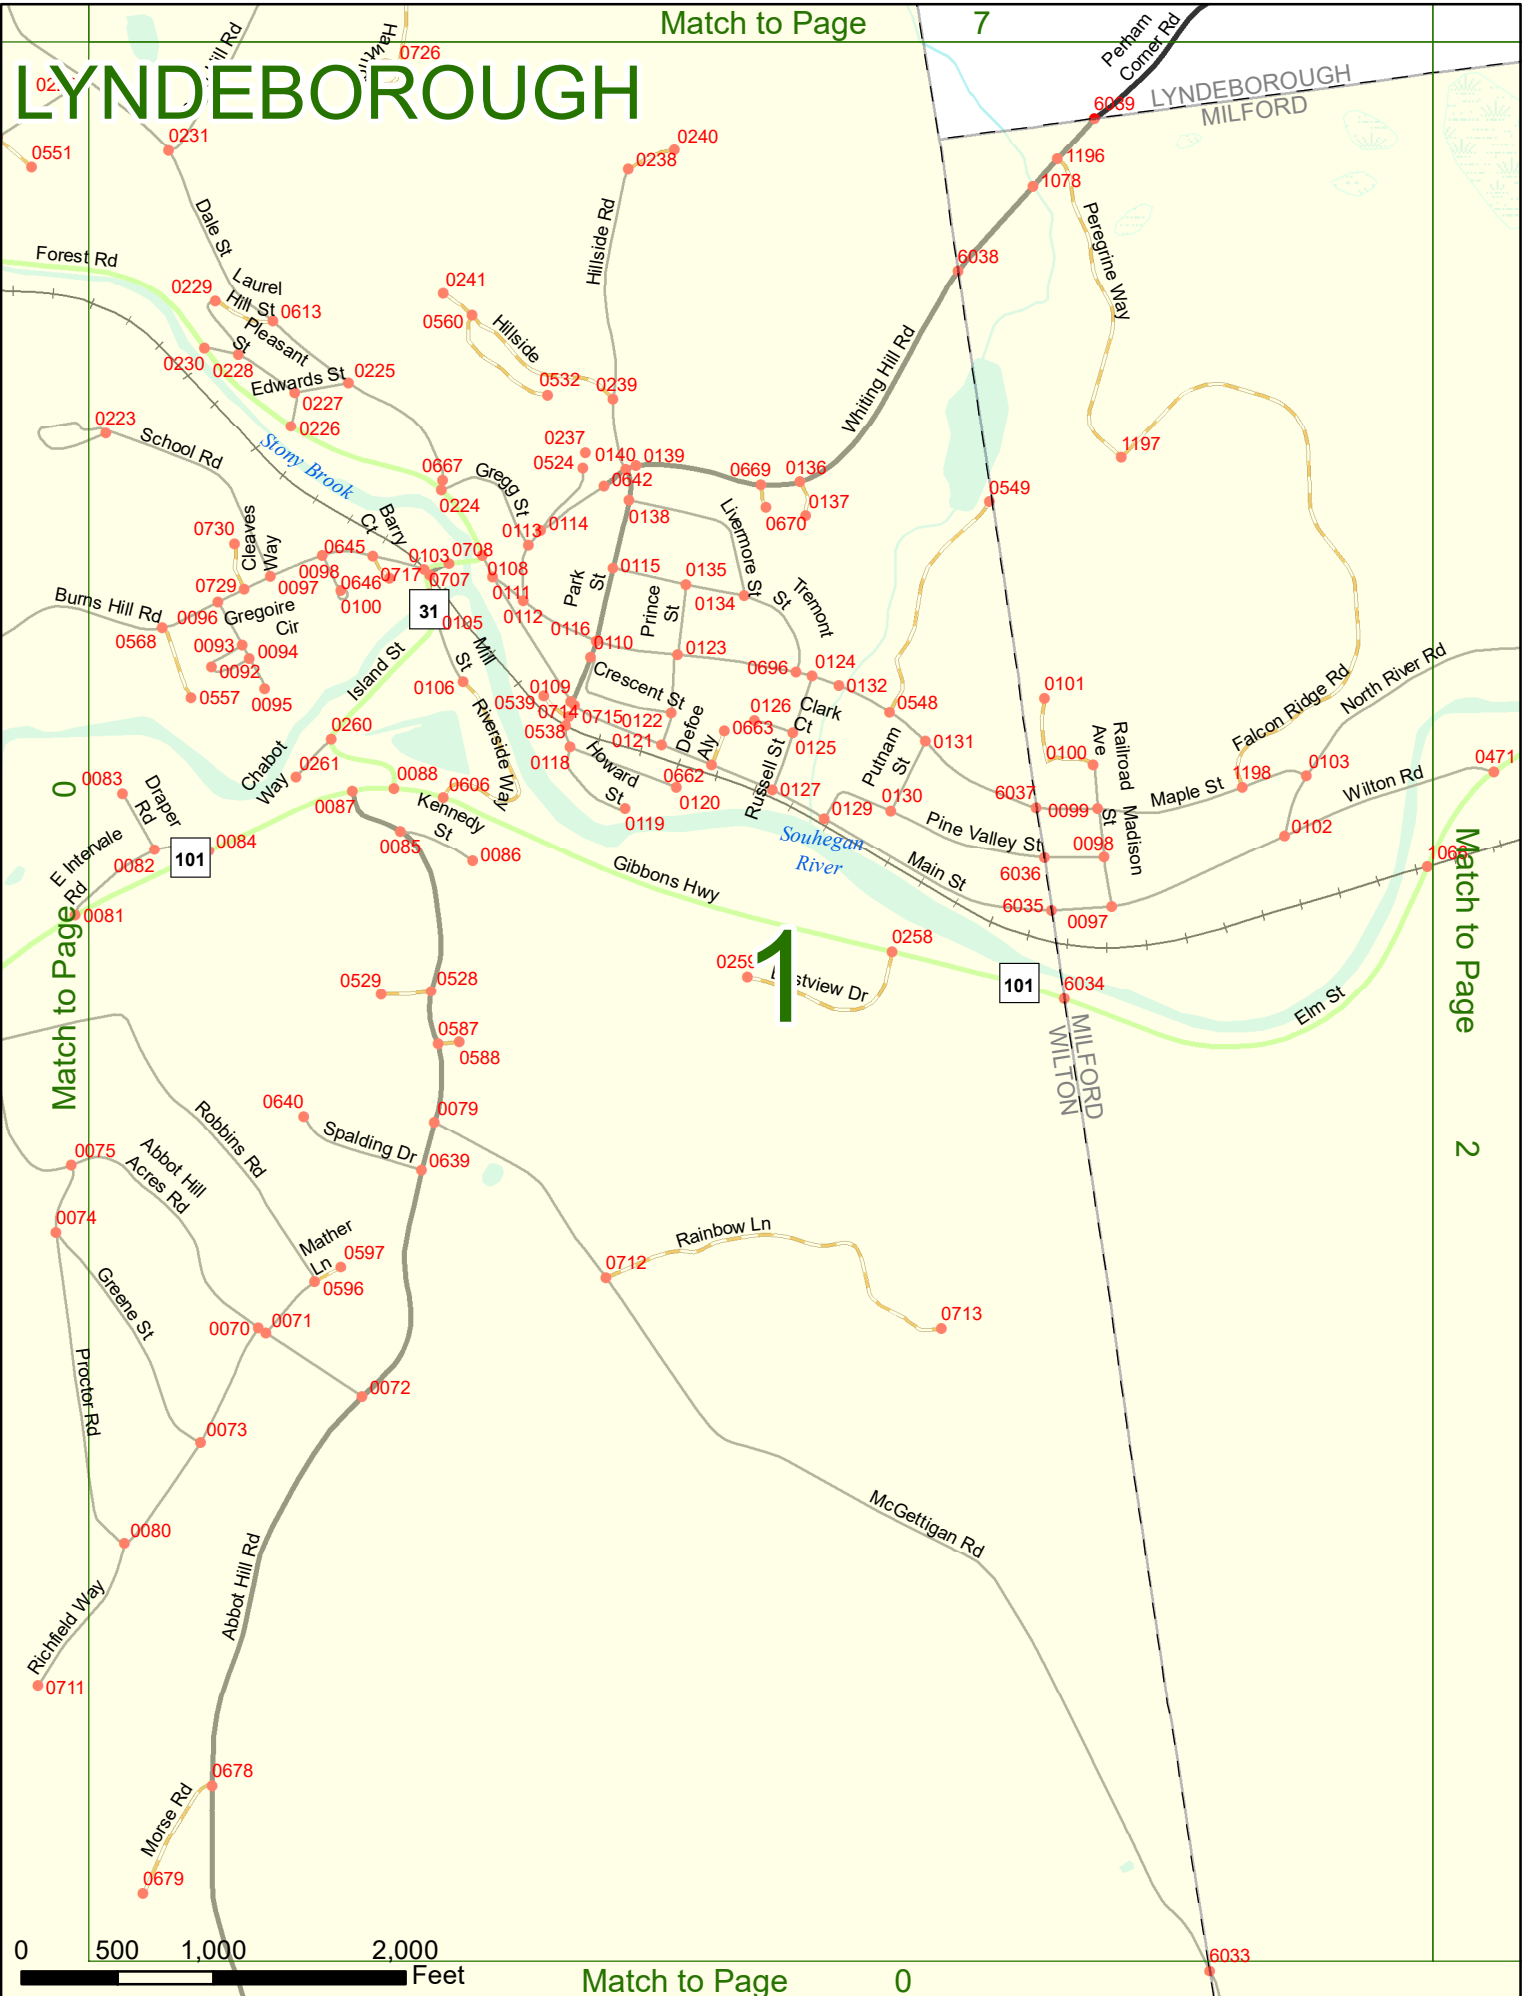 Match to Page 7
LYNDEBOROUGH
Hill Rd
0726
Perham
Corner Rd
LYNDEBOROUGH
MILFORD
6039
0231
0551
0240
0238
1196
1078
Dale St
Hillside Rd
Peregrine Way
Forest Rd
6038
0229
Laurel
Hill St
0613
0241
0560
Pleasant
St
Hillside
0230
0228
Edwards St
0225
0227
0226
0532
0239
Whiting Hill Rd
0223
School Rd
Stony Brook
0237
0524
0140
0139
0642
0669
0136
0137
0670
1197
0667
0224
Gregg St
0138
Livermore St
0549
0730
Cleaves
Way
Barry
Ct
0113
0114
0645
0103
0708
0729
0097
0098
0646
0717
0707
0108
0100
0111
0112
Park
St
0115
0135
0134
St
Tremont
Burns Hill Rd
0096
Gregoire
Cir
31
0105
Mill
St
Prince
St
0568
0093
0094
0092
0095
0557
Island St
0106
0116
0110
0123
0696
0124
0132
Crescent St
0539
0109
0714
0715
0122
0538
0126
Clark
Ct
0663
0548
0101
Riverside Way
0260
0261
Chabot
Way
0118
Howard
St
0121
Defoe
Aly
0125
Russell St
Putnam
St
0131
Railroad
Ave
0100
Falcon Ridge Rd
North River Rd
0083
Draper
Rd
0088
0606
0087
Kennedy
St
0662
0120
0119
0127
0129
0130
6037
0099
Maple St
1198
0103
Wilton Rd
0471
E Intervale
Rd
0082
101
0084
0085
0086
Gibbons Hwy
Souhegan
River
Pine Valley St
Main St
6036
0098
Madison
St
0102
0081
6035
0097
0
Match to Page
0529
0528
0259
1
0258
101
6034
Elm St
Match to Page
2
0587
0588
MILFORD
WILTON
0640
0079
Spalding Dr
0639
Robbins Rd
0075
Abbot Hill
Acres Rd
0074
Mather
Ln
0597
0596
0712
Rainbow Ln
0713
Greene St
0070
0071
Proctor Rd
0072
0073
0080
McGettigan Rd
Abbot Hill Rd
Richfield Way
0711
0678
Morse Rd
0679
0 500 1,000 2,000
Feet
6033
Match to Page 0